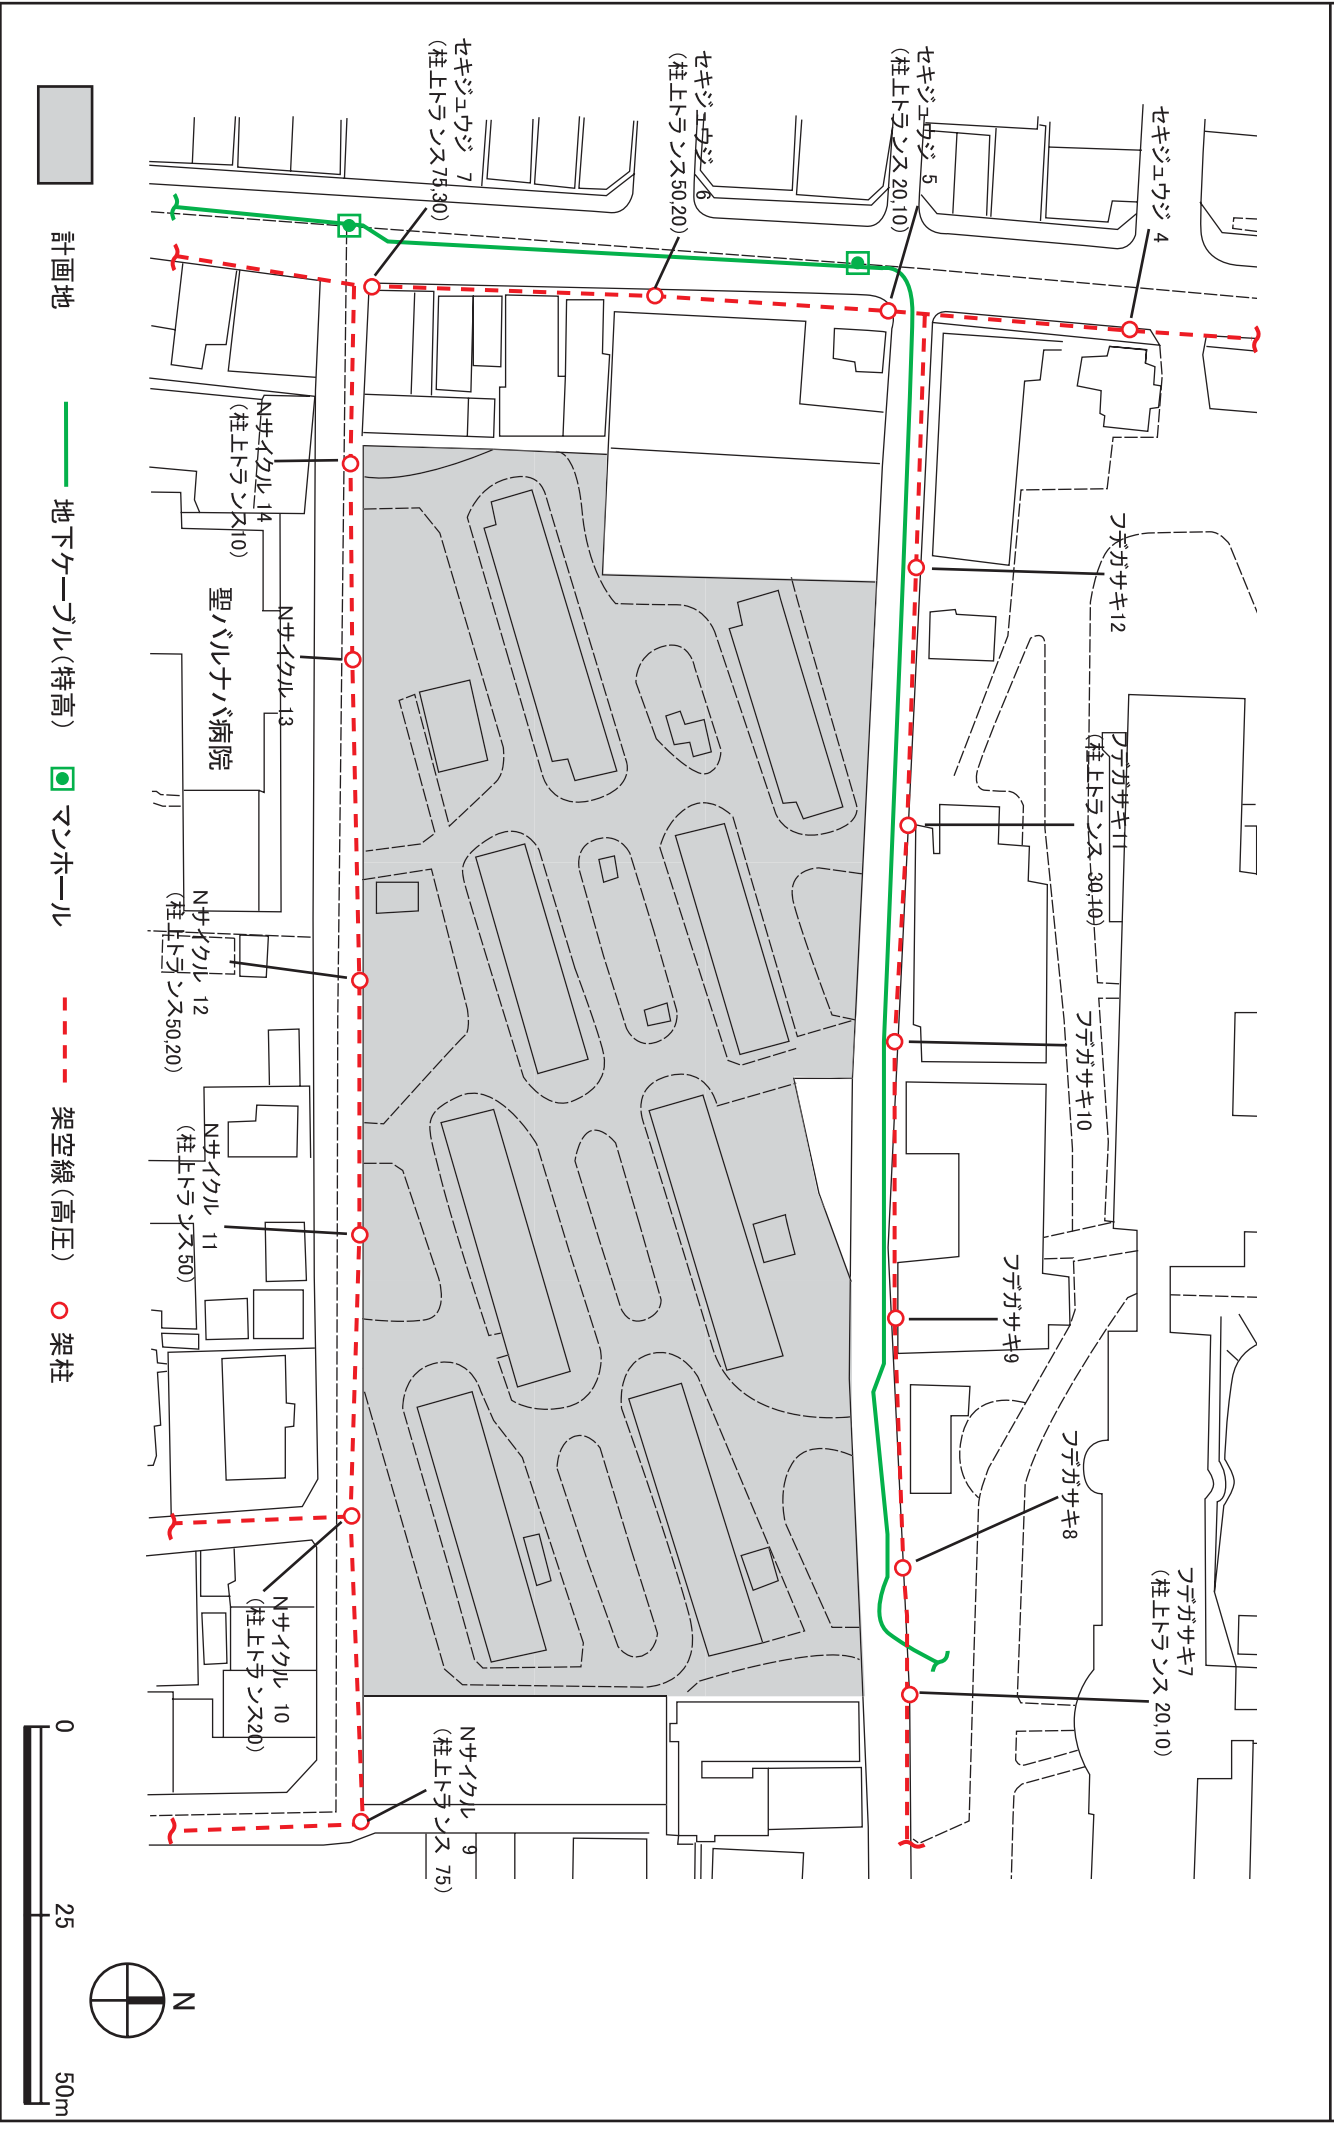 セキジュウジ 4
セキジュウジ 5
(柱上トランス 20,10)
セキジュウジ 6
(柱上トランス50,20)
セキジュウジ 7
(柱上トランス75,30)
フデガサキ12
フデガサキ11
(柱上トランス 30,10)
フデガサキ10
フデガサキ9
フデガサキ8
フデガサキ7
(柱上トランス 20,10)
Nサイクル 14
(柱上トランス10)
Nサイクル 13
聖バルナバ病院
Nサイクル 12
(柱上トランス50,20)
Nサイクル 11
(柱上トランス50)
Nサイクル 10
(柱上トランス20)
Nサイクル 9
(柱上トランス 75)
計画地
地下ケーブル(特高)
マンホール
架空線(高圧)
架柱
0 25 50m
N